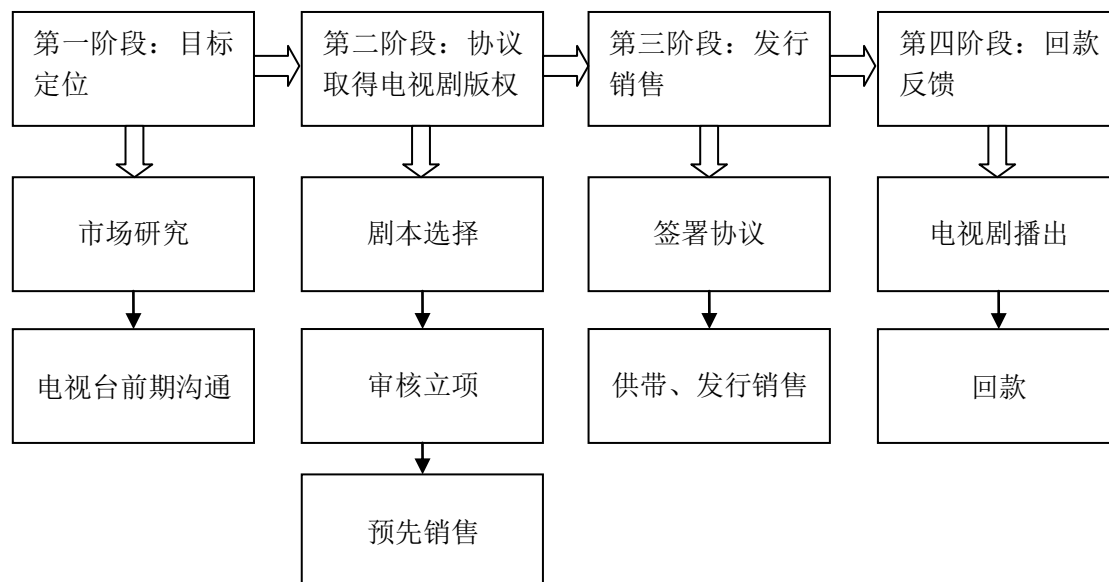 第一阶段：目标
定位
第二阶段：协议
取得电视剧版权
第三阶段：发行
销售
第四阶段：回款
反馈
市场研究
剧本选择
签署协议
电视剧播出
电视台前期沟通
审核立项
供带、发行销售
回款
预先销售